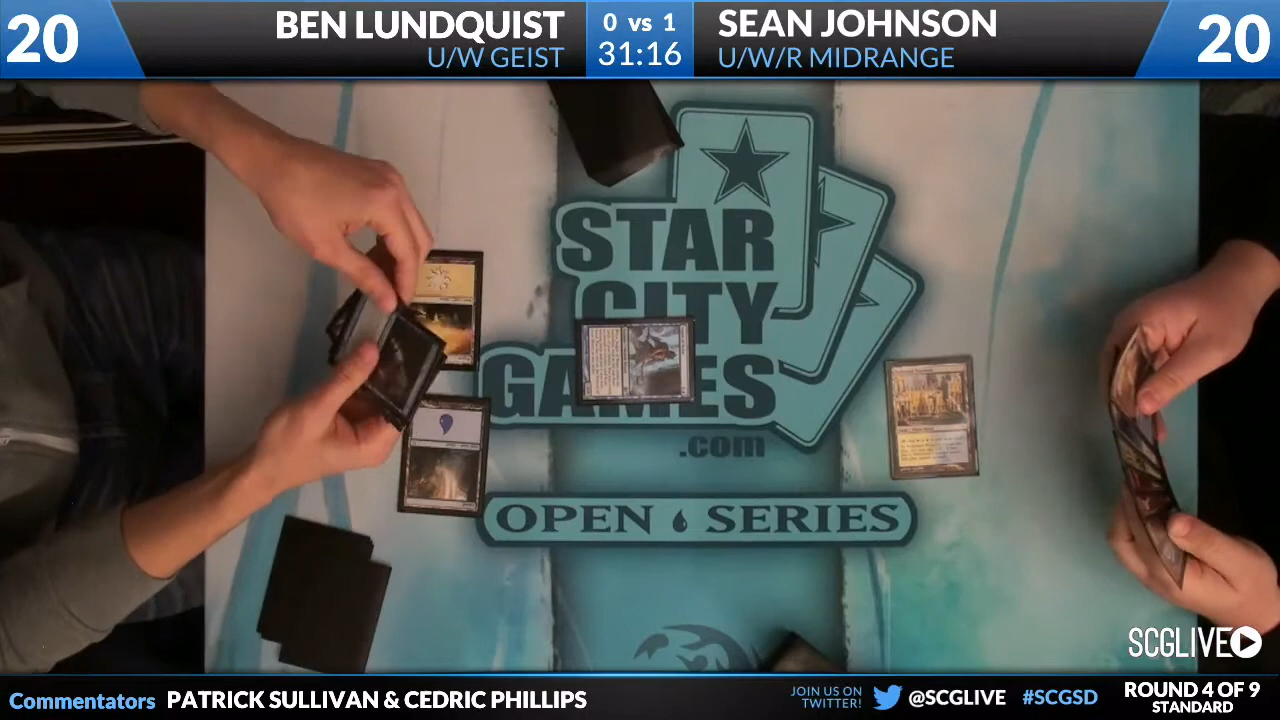 20
BEN LUNDQUIST
U/W GEIST
0 vs 1
31:16
SEAN JOHNSON
U/W/R MIDRANGE
20
STAR
CITY
GAMES
.com
OPEN SERIES
SCGLIVE
Commentators PATRICK SULLIVAN & CEDRIC PHILLIPS
JOIN US ON
TWITTER!
@SCGLIVE
#SCGSD
ROUND 4 OF 9
STANDARD